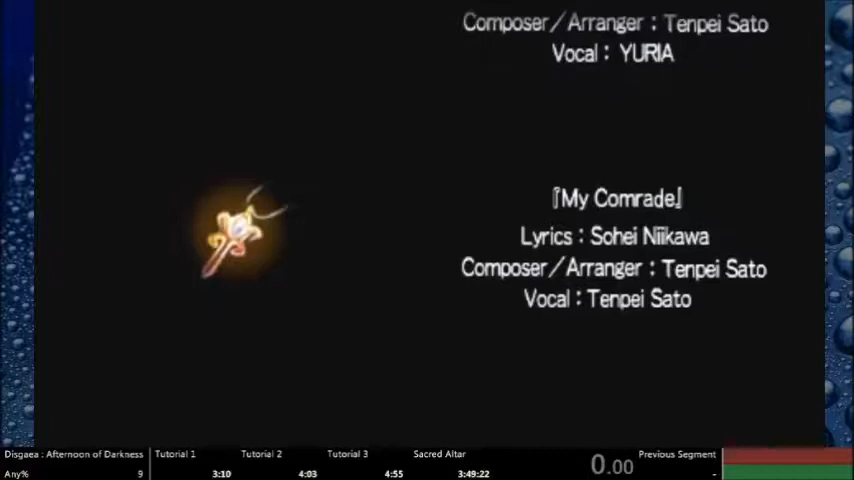 Composer/Arranger : Tenpei Sato
Vocal : YURIA
『My Comrade』
Lyrics : Sohei Niikawa
Composer/Arranger : Tenpei Sato
Vocal : Tenpei Sato
Disgaea : Afternoon of Darkness Tutorial 1 Tutorial 2 Tutorial 3 Sacred Altar 0.00 Previous Segment
Any% 9 3:10 4:03 4:55 3:49:22 -